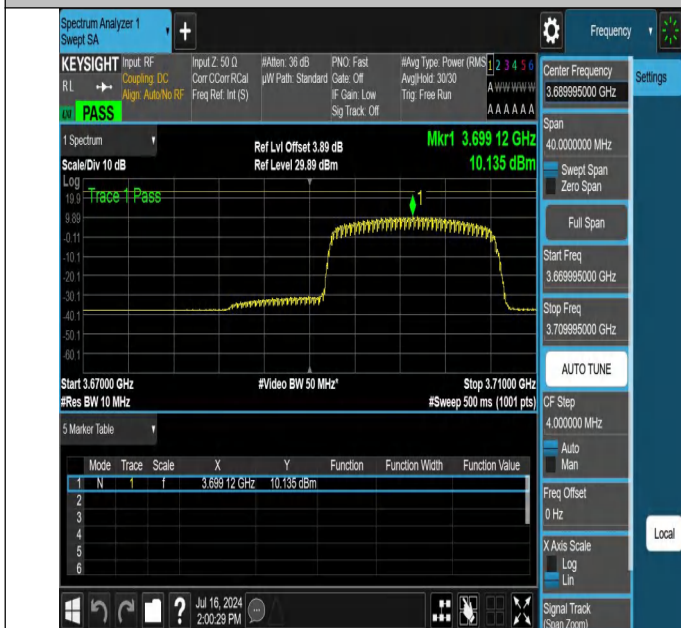 Spectrum Analyzer 1
Swept SA
+
Frequency
KEYSIGHT
RL
PASS
Input: RF
Coupling: DC
Align: Auto/No RF
Input Z: 50 Ω
Corr CCorr RCal
Freq Ref: Int (S)
#Atten: 36 dB
µW Path: Standard
PNO: Fast
Gate: Off
IF Gain: Low
Sig Track: Off
#Avg Type: Power (RMS
Avg|Hold: 30/30
Trig: Free Run
1 2 3 4 5 6
A W W W W W
A A A A A A
1 Spectrum
Scale/Div 10 dB
Ref Lvl Offset 3.89 dB
Ref Level 29.89 dBm
Mkr1 3.699 12 GHz
10.135 dBm
Log
Trace 1 Pass
1
19.9
9.89
-0.11
-10.1
-20.1
-30.1
-40.1
-50.1
-60.1
Start 3.67000 GHz
#Res BW 10 MHz
#Video BW 50 MHz*
Stop 3.71000 GHz
#Sweep 500 ms (1001 pts)
5 Marker Table
Mode Trace Scale X Y Function Function Width Function Value
1 N 1 f 3.699 12 GHz 10.135 dBm
2
3
4
5
6
Jul 16, 2024
2:00:29 PM
?
Center Frequency
3.689995000 GHz
Settings
Span
40.0000000 MHz
Swept Span
Zero Span
Full Span
Start Freq
3.669995000 GHz
Stop Freq
3.709995000 GHz
AUTO TUNE
CF Step
4.000000 MHz
Auto
Man
Freq Offset
0 Hz
X Axis Scale
Log
Lin
Local
Signal Track
(Span Zoom)